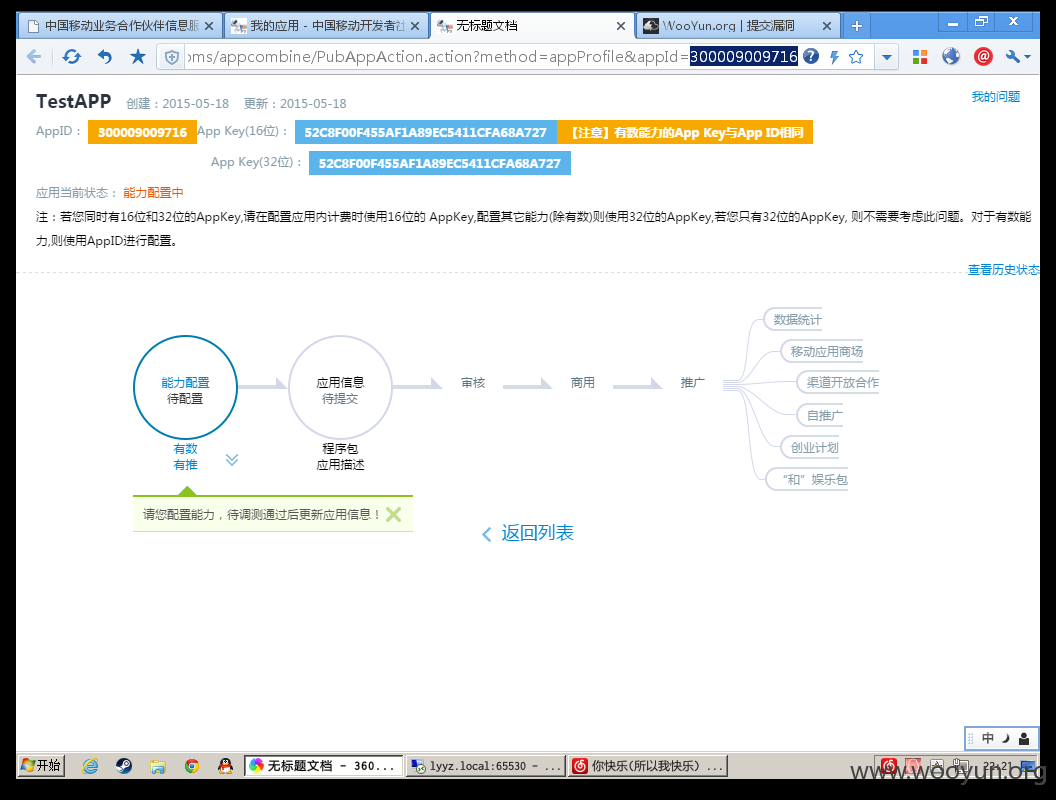 中国移动业务合作伙伴信息服 我的应用 - 中国移动开发者社 无标题文档 WooYun.org | 提交漏洞
oms/appcombine/PubAppAction.action?method=appProfile&appId=300009009716
TestAPP 创建：2015-05-18 更新：2015-05-18 我的问题
AppID： 300009009716 App Key(16位)： 52C8F00F455AF1A89EC5411CFA68A727 【注意】有数能力的App Key与App ID相同
App Key(32位)： 52C8F00F455AF1A89EC5411CFA68A727
应用当前状态： 能力配置中
注：若您同时有16位和32位的AppKey,请在配置应用内计费时使用16位的 AppKey,配置其它能力(除有数)则使用32位的AppKey,若您只有32位的AppKey, 则不需要考虑此问题。对于有数能
力,则使用AppID进行配置。
查看历史状态
数据统计
移动应用商场
能力配置 应用信息 审核 商用 推广 渠道开放合作
待配置 待提交
自推广
有数 程序包 创业计划
有推 应用描述
“和”娱乐包
请您配置能力，待调测通过后更新应用信息！
返回列表
中
开始 无标题文档 - 360... lyyz.local:65530 - ... 你快乐(所以我快乐) ... 22:21
www.wooyun.org